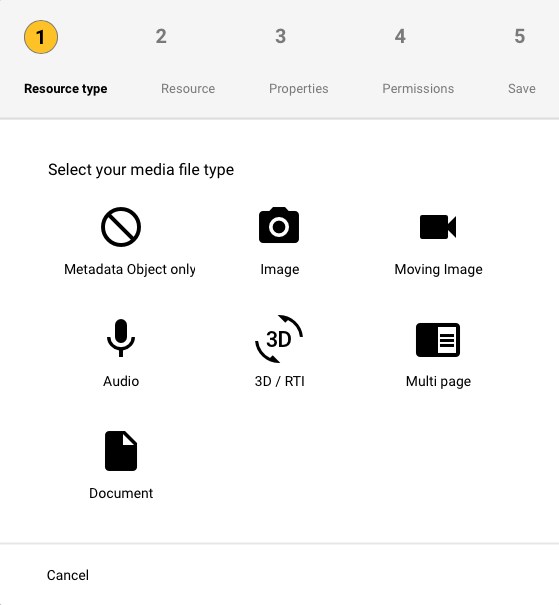 1 2 3 4 5
Resource type Resource Properties Permissions Save
Select your media file type
Metadata Object only Image Moving Image
3D
Audio 3D / RTI Multi page
Document
Cancel